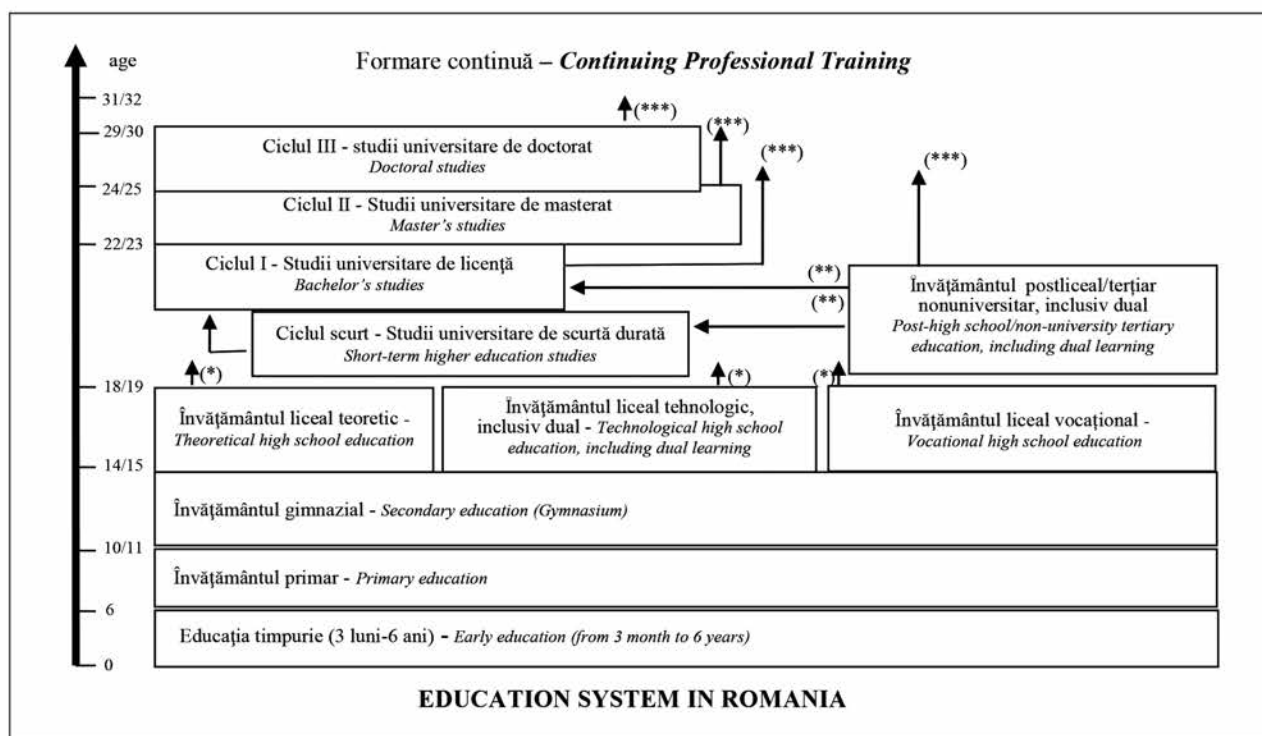 age
Formare continuă – Continuing Professional Training
31/32
(***)
(***)
29/30
Ciclul III - studii universitare de doctorat
Doctoral studies
(***)
(***)
24/25
Ciclul II - Studii universitare de masterat
Master's studies
22/23
Ciclul I - Studii universitare de licență
Bachelor's studies
(**)
(**)
Învățământul postliceal/terțiar
nonuniversitar, inclusiv dual
Post-high school/non-university tertiary
education, including dual learning
Ciclul scurt - Studii universitare de scurtă durată
Short-term higher education studies
(*)
(*)
(*)
18/19
Învăţământul liceal teoretic -
Theoretical high school education
Învăţământul liceal tehnologic,
inclusiv dual - Technological high school
education, including dual learning
Învăţământul liceal vocațional -
Vocational high school education
14/15
Învăţământul gimnazial - Secondary education (Gymnasium)
10/11
Învăţământul primar - Primary education
6
Educaţia timpurie (3 luni-6 ani) - Early education (from 3 month to 6 years)
0
EDUCATION SYSTEM IN ROMANIA